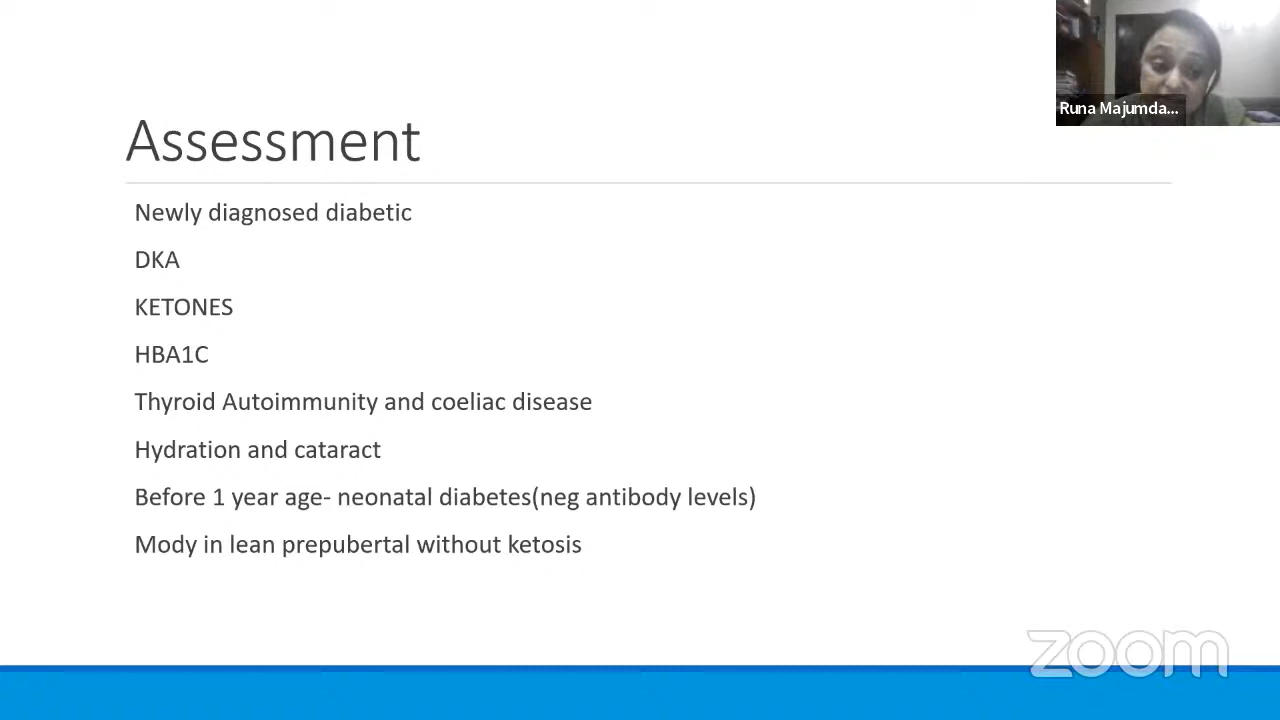 Runa Majumda...
Assessment
Newly diagnosed diabetic
DKA
KETONES
HBA1C
Thyroid Autoimmunity and coeliac disease
Hydration and cataract
Before 1 year age- neonatal diabetes(neg antibody levels)
Mody in lean prepubertal without ketosis
zoom